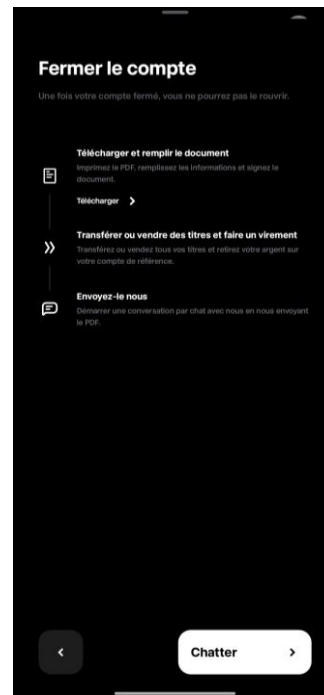 Fermer le compte
Une fois votre compte fermé, vous ne pourrez pas le rouvrir.
Télécharger et remplir le document
Imprimez le PDF, remplissez les informations et signez le
document.
Télécharger
Transférer ou vendre des titres et faire un virement
Transférez ou vendez tous vos titres et retirez votre argent sur
votre compte de référence.
Envoyez-le nous
Démarrer une conversation par chat avec nous en nous envoyant
le PDF.
Chatter